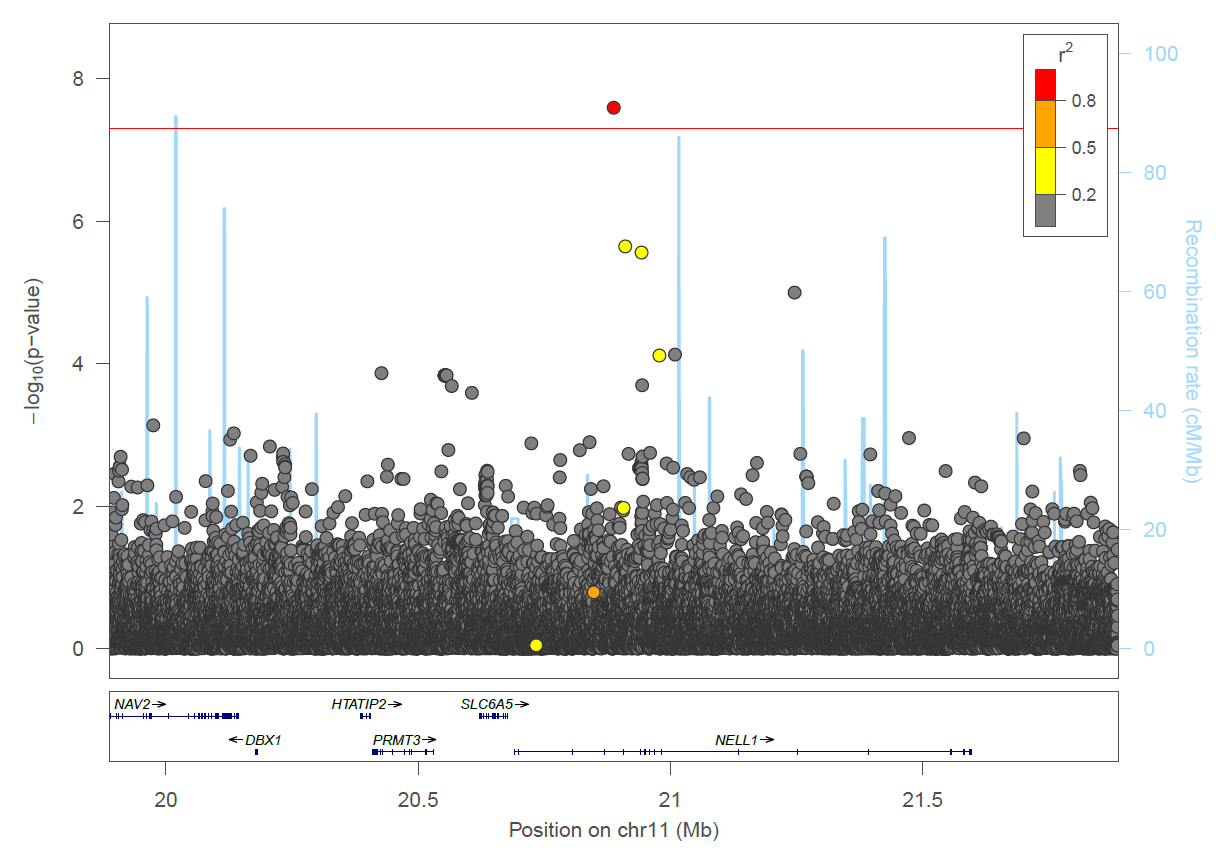 r2
0.8
0.5
0.2
8
6
4
2
0
−log10(p−value)
100
80
60
40
20
0
Recombination rate (cM/Mb)
NAV2→
HTATIP2→
SLC6A5→
←DBX1
PRMT3→
NELL1→
20
20.5
21
21.5
Position on chr11 (Mb)